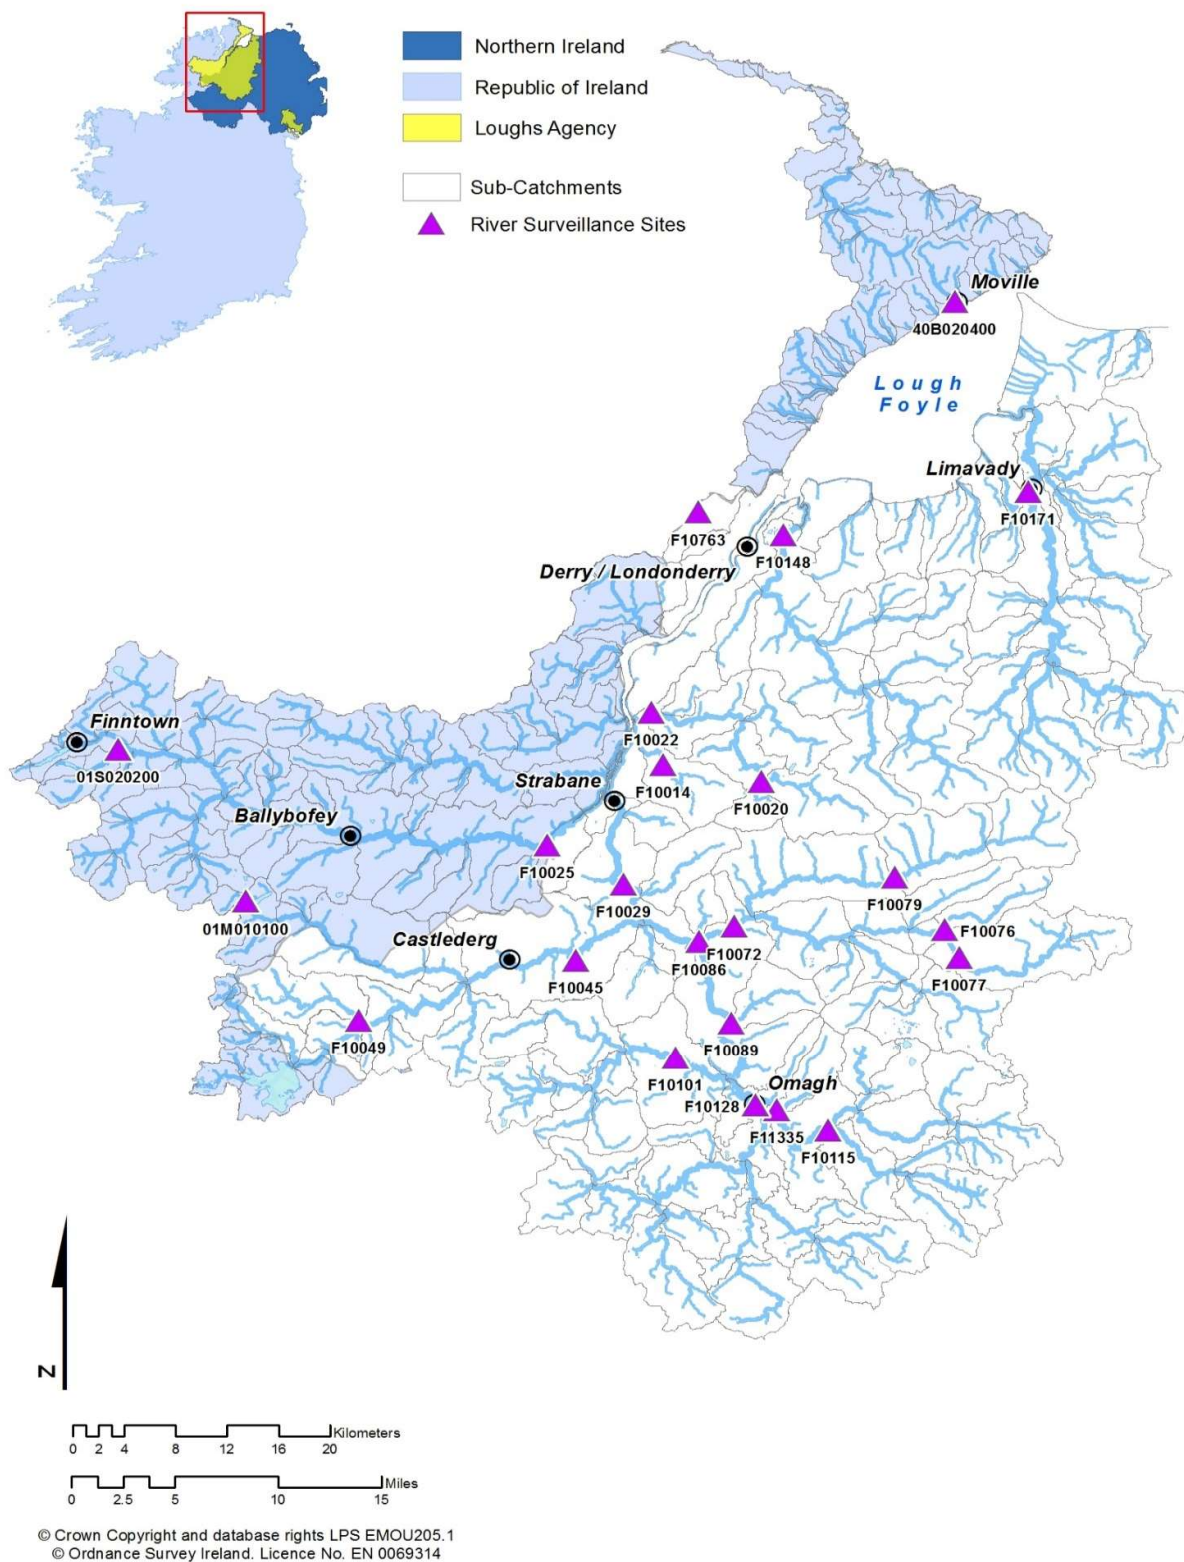 Northern Ireland
Republic of Ireland
Loughs Agency
Sub-Catchments
River Surveillance Sites
Moville
40B020400
Lough
Foyle
Limavady
F10171
F10763
F10148
Derry / Londonderry
Finntown
01S020200
F10022
F10014
Strabane
F10020
Ballybofey
F10025
F10029
F10079
01M010100
F10072
F10076
Castlederg
F10086
F10045
F10077
F10049
F10089
F10101
Omagh
F10128
F11335
F10115
N
Kilometers
0 2 4 8 12 16 20
Miles
0 2.5 5 10 15
© Crown Copyright and database rights LPS EMOU205.1
© Ordnance Survey Ireland. Licence No. EN 0069314